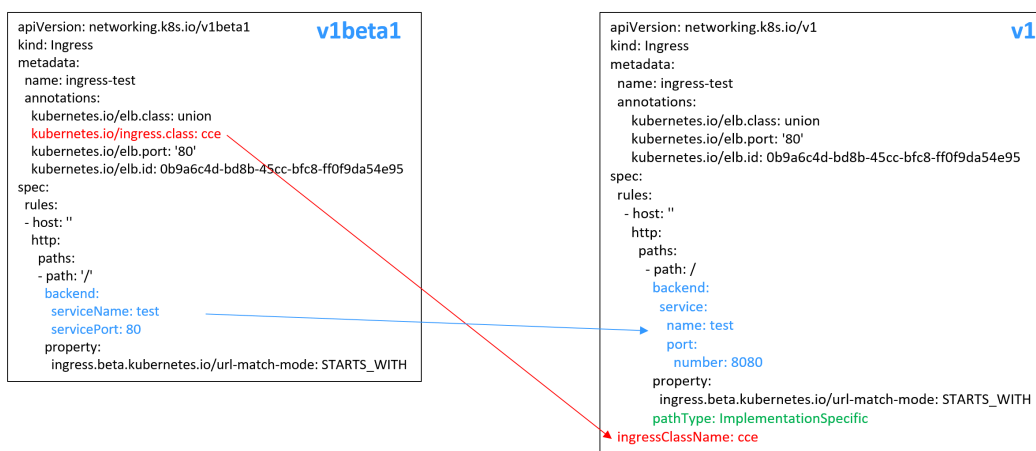 v1beta1
apiVersion: networking.k8s.io/v1beta1
kind: Ingress
metadata:
name: ingress-test
annotations:
kubernetes.io/elb.class: union
kubernetes.io/ingress.class: cce
kubernetes.io/elb.port: '80'
kubernetes.io/elb.id: 0b9a6c4d-bd8b-45cc-bfc8-ff0f9da54e95
spec:
rules:
- host: ''
http:
paths:
- path: '/'
backend:
serviceName: test
servicePort: 80
property:
ingress.beta.kubernetes.io/url-match-mode: STARTS_WITH
v1
apiVersion: networking.k8s.io/v1
kind: Ingress
metadata:
name: ingress-test
annotations:
kubernetes.io/elb.class: union
kubernetes.io/elb.port: '80'
kubernetes.io/elb.id: 0b9a6c4d-bd8b-45cc-bfc8-ff0f9da54e95
spec:
rules:
- host: ''
http:
paths:
- path: /
backend:
service:
name: test
port:
number: 8080
property:
ingress.beta.kubernetes.io/url-match-mode: STARTS_WITH
pathType: ImplementationSpecific
ingressClassName: cce